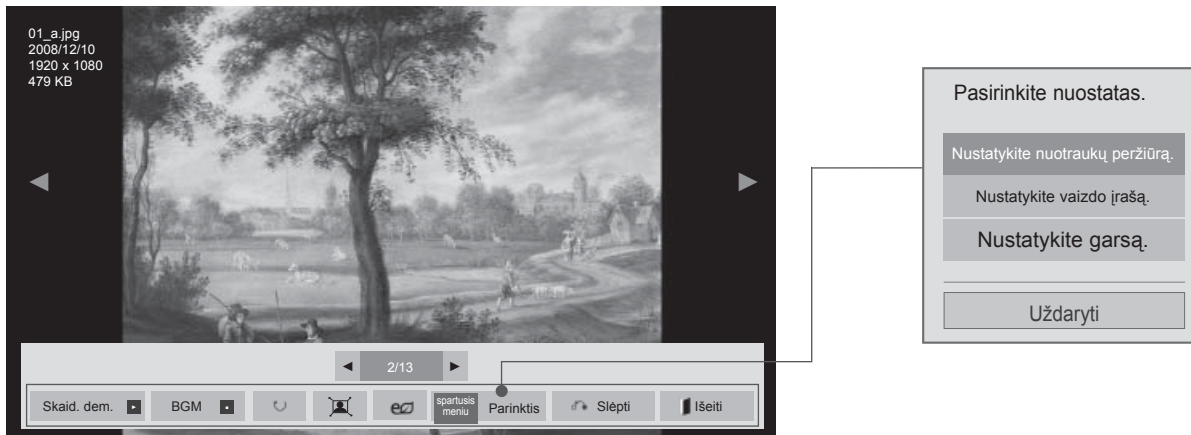 01_a.jpg
2008/12/10
1920 x 1080
479 KB
2/13
Skaid. dem.
BGM
spartusis
meniu
Parinktis
Slėpti
Išeiti
Pasirinkite nuostatas.
Nustatykite nuotraukų peržiūrą.
Nustatykite vaizdo įrašą.
Nustatykite garsą.
Uždaryti